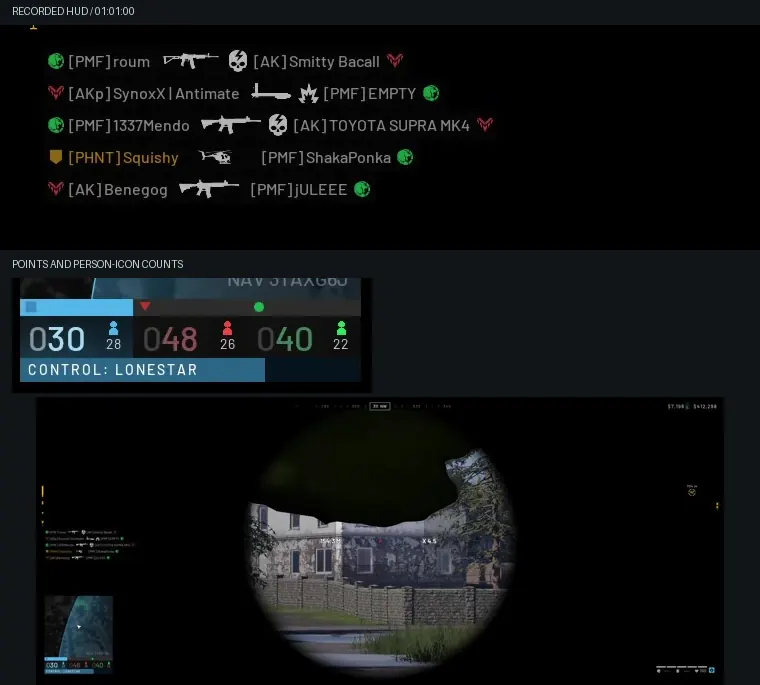 RECORDED HUD / 01:01:00
[PMF] roum [AK] Smitty Bacall
[AKp] SynoxX | Antimate [PMF] EMPTY
[PMF] 1337Mendo [AK] TOYOTA SUPRA MK4
[PHNT] Squishy [PMF] ShakaPonka
[AK] Benegog [PMF] jULEEE
POINTS AND PERSON-ICON COUNTS
030 28 048 26 040 22
CONTROL: LONESTAR